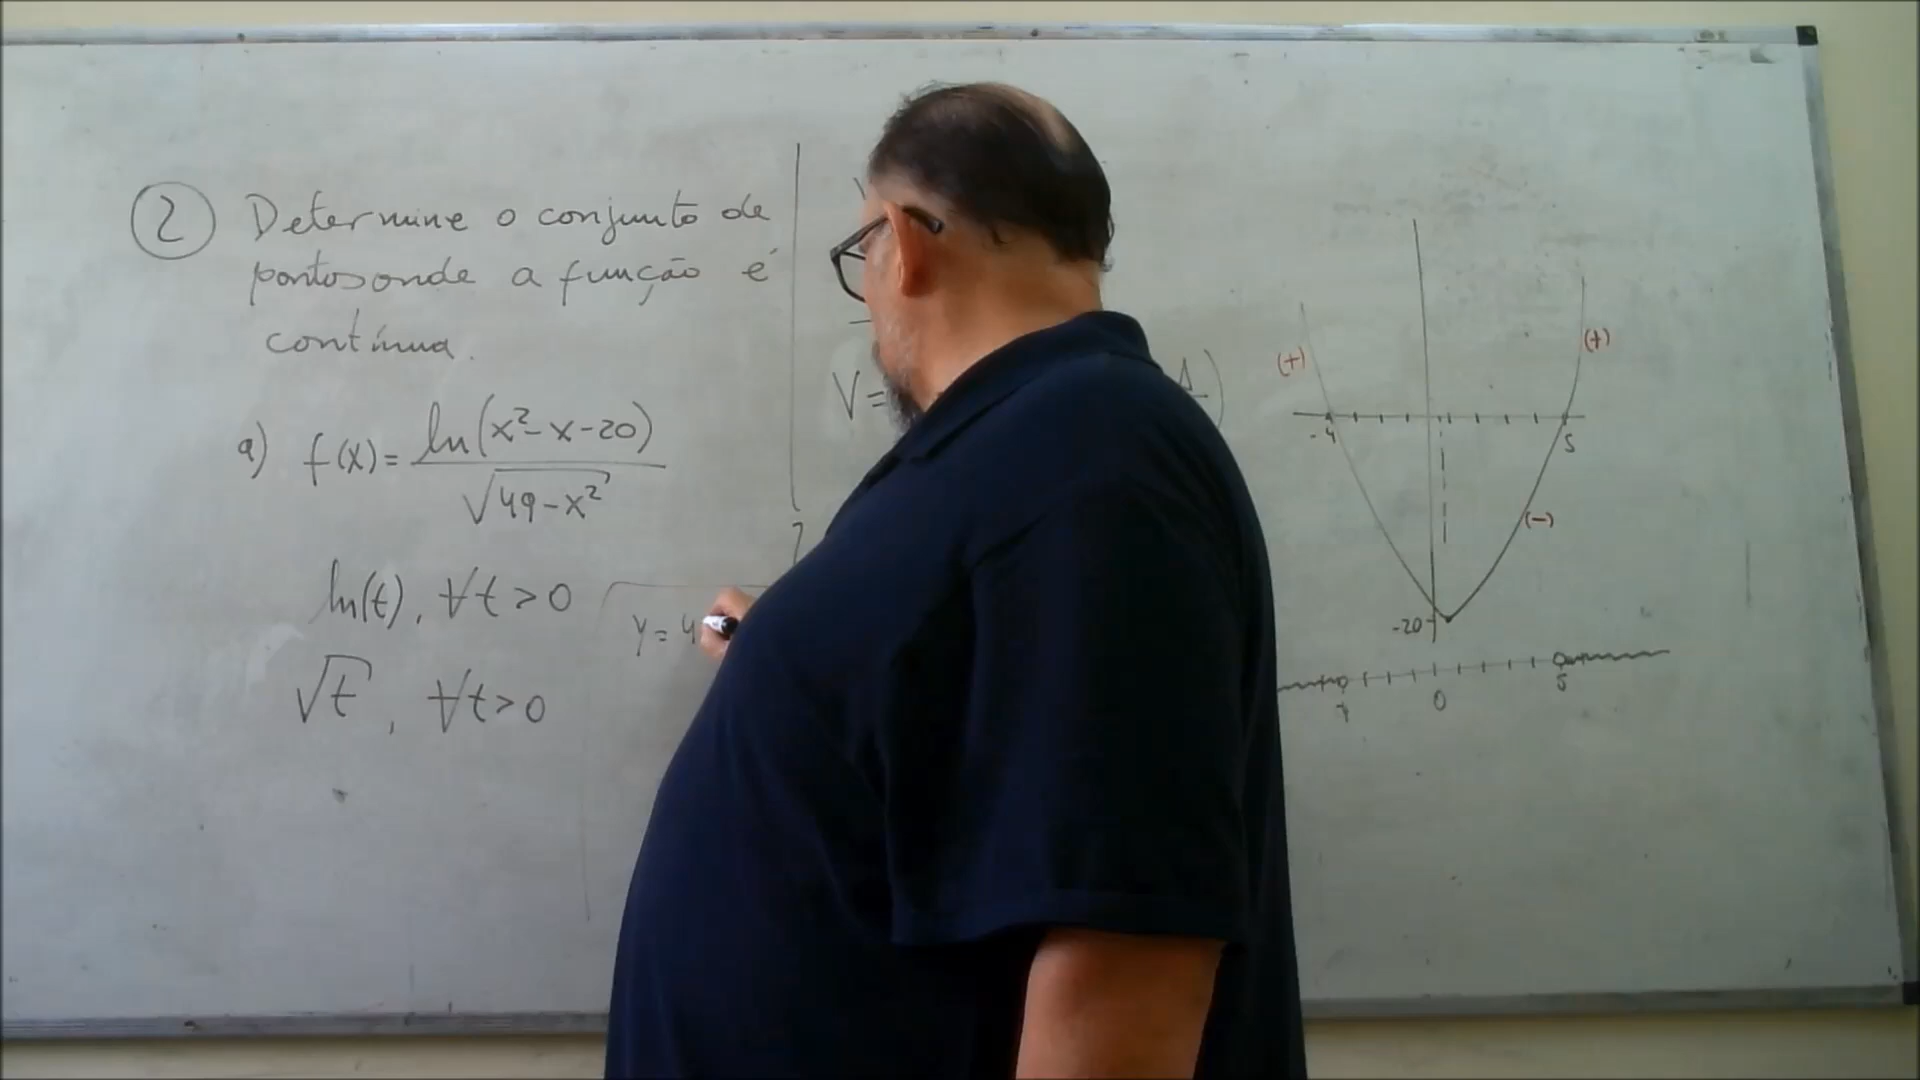 2 Determine o conjunto de
pontos onde a função é
contínua.
a) f(x) = ln(x²-x-20)
√49-x²
ln(t), ∀t>0
√t, ∀t>0
y = 4
V =
(+)
(+)
-4
5
(-)
-20
0
5